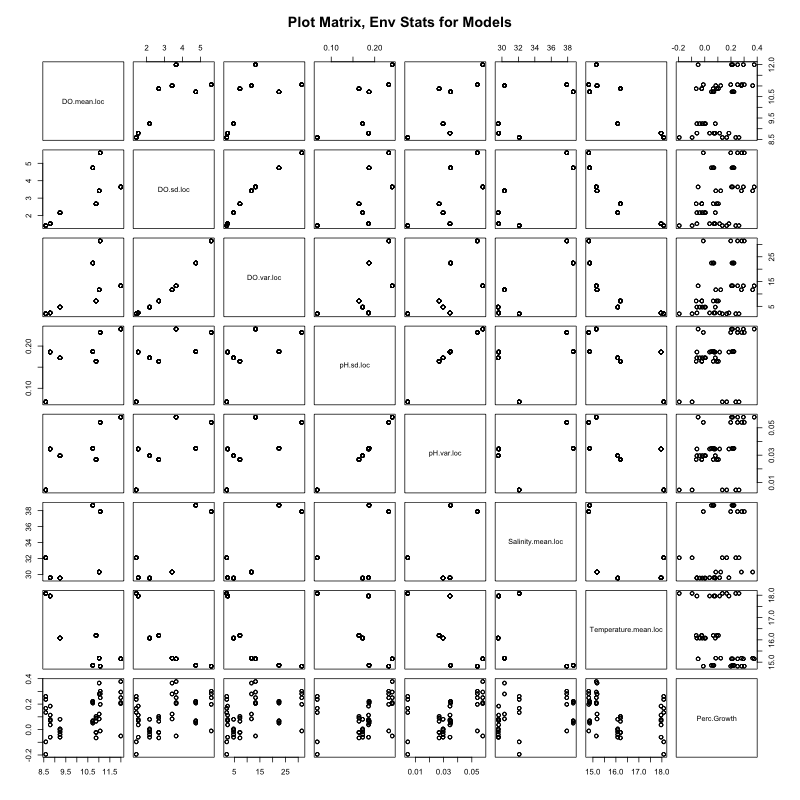 Plot Matrix, Env Stats for Models
2 3 4 5 0.10 0.20 30 32 34 36 38 -0.2 0.0 0.2 0.4
DO.mean.loc 8.5 9.5 10.5 12.0
2 3 4 5 DO.sd.loc
DO.var.loc 5 15 25
0.10 0.20 pH.sd.loc
pH.var.loc 0.01 0.03 0.05
30 32 34 38 Salinity.mean.loc
Temperature.mean.loc 15.0 16.0 17.0 18.0
-0.2 0.0 0.2 0.4 Perc.Growth
8.5 9.5 10.5 12.0 5 15 25 0.01 0.03 0.05 15.0 16.0 17.0 18.0